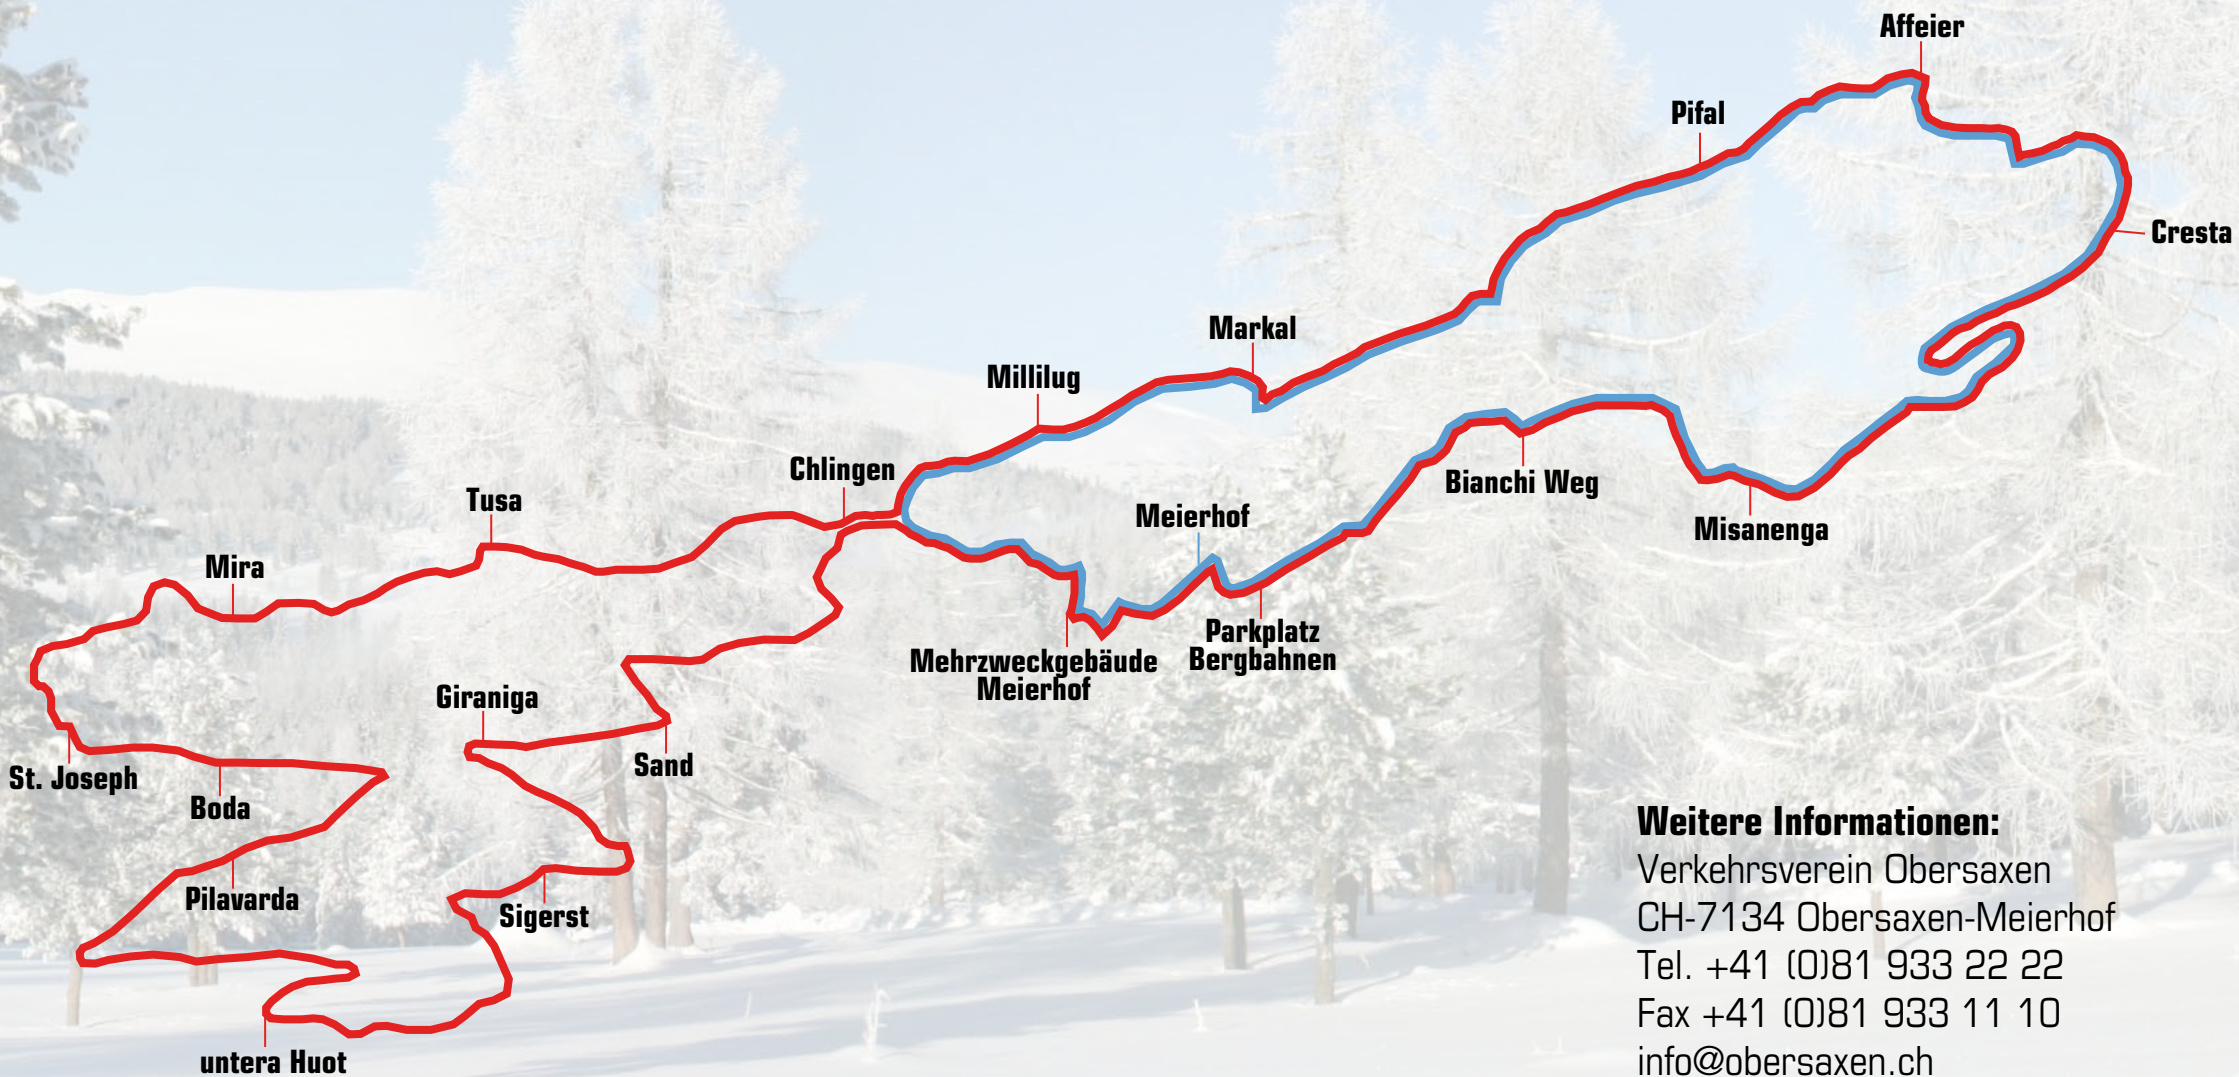 Affeier
Pifal
Cresta
Markal
Millilug
Chlingen
Bianchi Weg
Tusa
Meierhof
Misanenga
Mira
Parkplatz
Bergbahnen
Mehrzweckgebäude
Meierhof
Giraniga
Sand
St. Joseph
Boda
Pilavarda
Sigerst
untera Huot
Weitere Informationen:
Verkehrsverein Obersaxen
CH-7134 Obersaxen-Meierhof
Tel. +41 (0)81 933 22 22
Fax +41 (0)81 933 11 10
info@obersaxen.ch